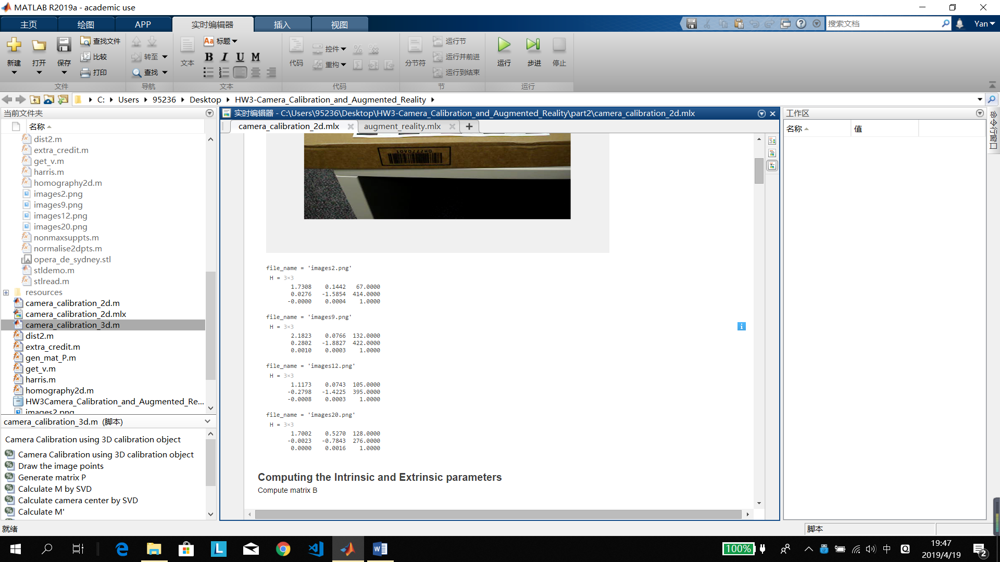 MATLAB R2019a - academic use
主页 绘图 APP 实时编辑器 插入 视图
搜索文档 Yan
新建 打开 保存 查找文件 比较 打印
文件
转至 查找
导航
文本 Aa 标题 B I U M
文本
代码 控件 重构
代码
分节符 运行节 运行并前进 运行到结束
节
运行 步进 停止
运行
C: Users 95236 Desktop HW3-Camera_Calibration_and_Augmented_Reality
当前文件夹
名称
dist2.m
extra_credit.m
get_v.m
harris.m
homography2d.m
images2.png
images9.png
images12.png
images20.png
nonmaxsuppts.m
normalise2dpts.m
opera_de_sydney.stl
stldemo.m
stlread.m
resources
camera_calibration_2d.m
camera_calibration_2d.mlx
camera_calibration_3d.m
dist2.m
extra_credit.m
gen_mat_P.m
get_v.m
harris.m
homography2d.m
HW3Camera_Calibration_and_Augmented_Re...
images2.png
camera_calibration_3d.m (脚本)
Camera Calibration using 3D calibration object
Camera Calibration using 3D calibration object
Draw the image points
Generate matrix P
Calculate M by SVD
Calculate camera center by SVD
Calculate M'
实时编辑器 - C:\Users\95236\Desktop\HW3-Camera_Calibration_and_Augmented_Reality\part2\camera_calibration_2d.mlx
camera_calibration_2d.mlx augment_reality.mlx
file_name = 'images2.png'
H = 3×3
1.7308 0.1442 67.0000
0.0276 -1.5854 414.0000
-0.0000 0.0004 1.0000
file_name = 'images9.png'
H = 3×3
2.1823 0.0766 132.0000
0.2802 -1.8827 422.0000
0.0010 0.0003 1.0000
file_name = 'images12.png'
H = 3×3
1.1173 0.0743 105.0000
-0.2798 -1.4225 395.0000
-0.0008 0.0003 1.0000
file_name = 'images20.png'
H = 3×3
1.7002 0.5270 128.0000
-0.0023 -0.7843 276.0000
0.0000 0.0016 1.0000
Computing the Intrinsic and Extrinsic parameters
Compute matrix B
工作区
名称 值
命令行窗口
就绪
脚本
100%
中
19:47
2019/4/19
2